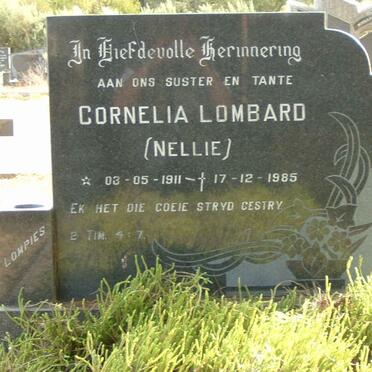 In Liefdevolle Herinnering
AAN ONS SUSTER EN TANTE
CORNELIA LOMBARD
(NELLIE)
☆ 03-05-1911 - † 17-12-1985
EK HET DIE GOEIE STRYD GESTRY
2 TIM. 4:7
LOMPIES